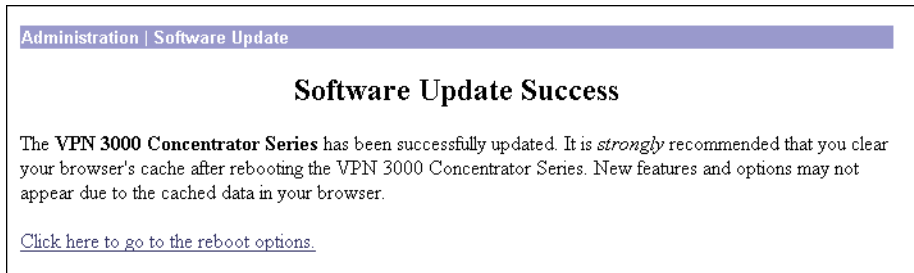 Administration | Software Update
Software Update Success
The VPN 3000 Concentrator Series has been successfully updated. It is strongly recommended that you clear
your browser's cache after rebooting the VPN 3000 Concentrator Series. New features and options may not
appear due to the cached data in your browser.
Click here to go to the reboot options.